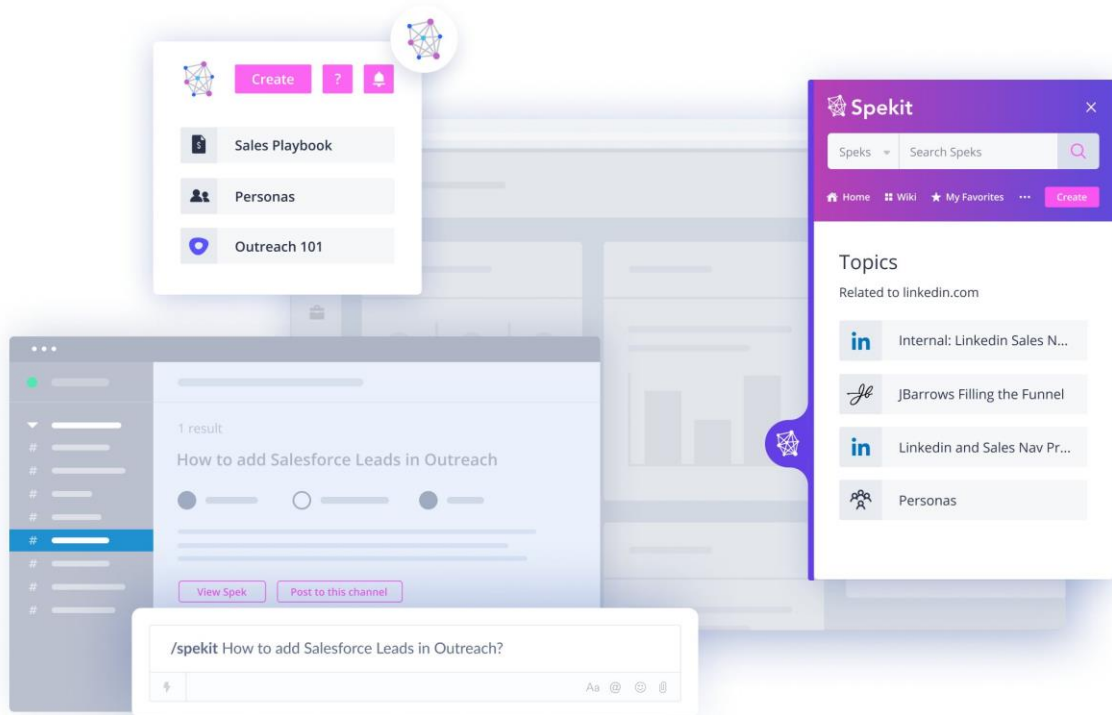 Create ?
Sales Playbook
Personas
Outreach 101
1 result
How to add Salesforce Leads in Outreach
#
#
#
#
#
#
#
#
View Spek Post to this channel
/spekit How to add Salesforce Leads in Outreach?
Aa @
Spekit ×
Speks Search Speks
Home Wiki My Favorites ··· Create
Topics
Related to linkedin.com
in Internal: Linkedin Sales N...
JB JBarrows Filling the Funnel
in Linkedin and Sales Nav Pr...
Personas